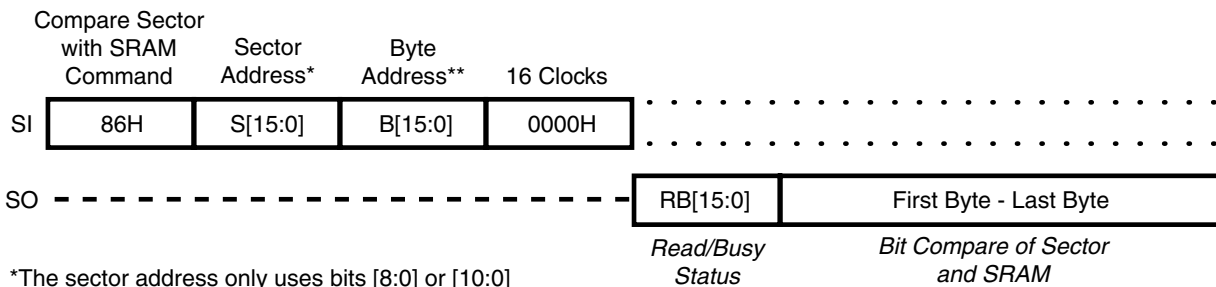 Compare Sector
with SRAM
Command
Sector
Address*
Byte
Address**
16 Clocks
SI
86H
S[15:0]
B[15:0]
0000H
SO
RB[15:0]
First Byte - Last Byte
Read/Busy
Status
Bit Compare of Sector
and SRAM
*The sector address only uses bits [8:0] or [10:0]